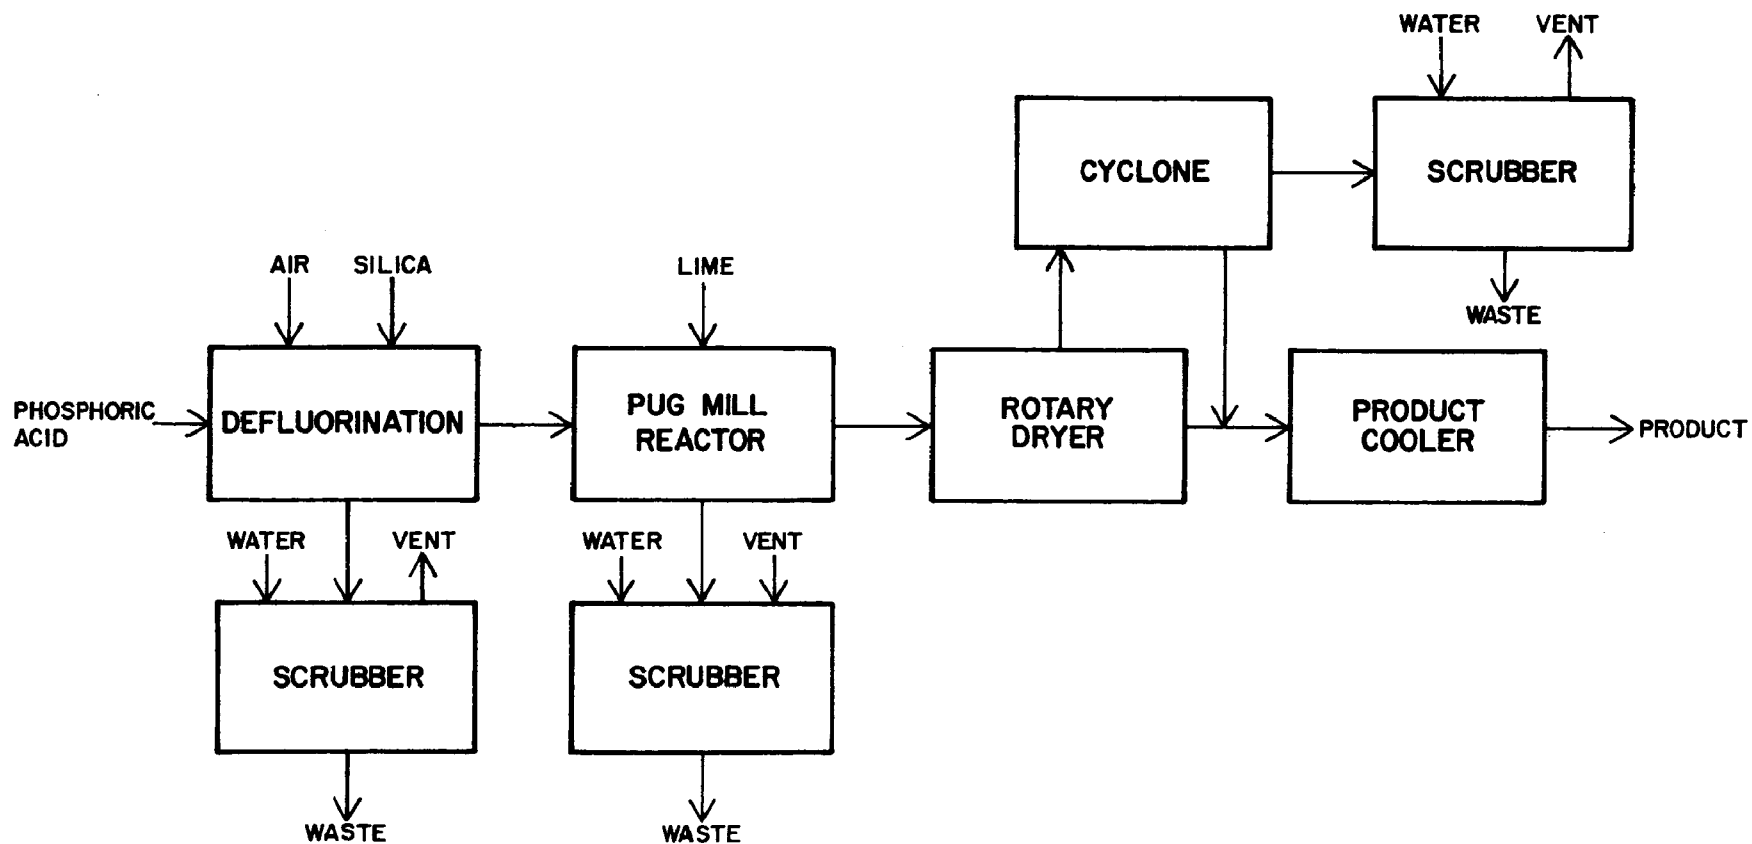 WATER
VENT
CYCLONE
SCRUBBER
AIR
SILICA
LIME
WASTE
PHOSPHORIC
ACID
DEFLUORINATION
PUG MILL
REACTOR
ROTARY
DRYER
PRODUCT
COOLER
PRODUCT
WATER
VENT
WATER
VENT
SCRUBBER
SCRUBBER
WASTE
WASTE